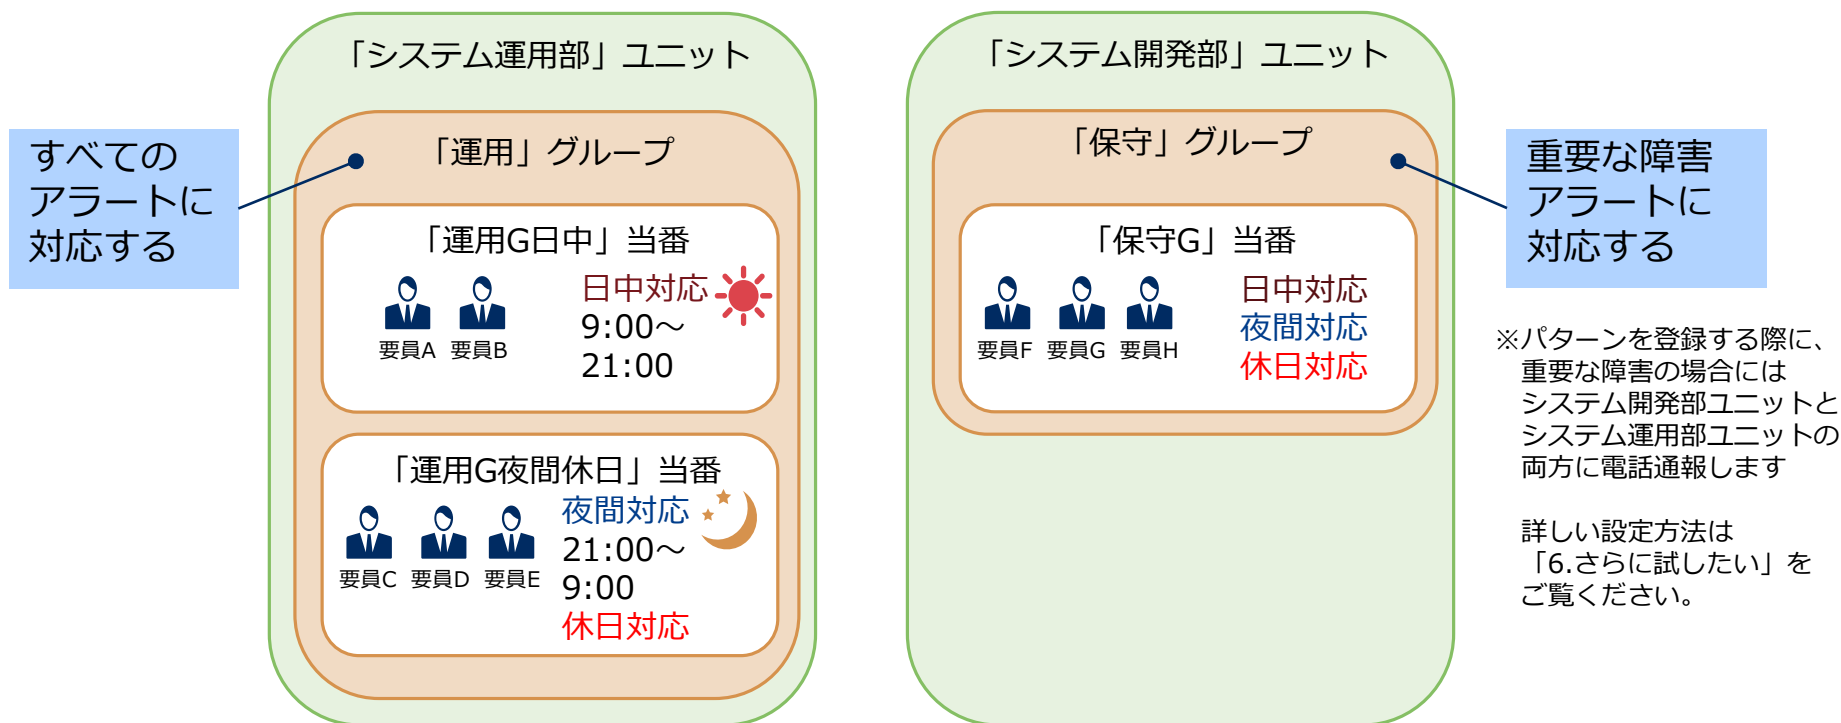 「システム運用部」ユニット
「システム開発部」ユニット
すべての
アラートに
対応する
「運用」グループ
「運用G日中」当番
要員A
要員B
日中対応
9:00～
21:00
「運用G夜間休日」当番
要員C
要員D
要員E
夜間対応
21:00～
9:00
休日対応
「保守」グループ
「保守G」当番
要員F
要員G
要員H
日中対応
夜間対応
休日対応
重要な障害
アラートに
対応する
※パターンを登録する際に、
重要な障害の場合には
システム開発部ユニットと
システム運用部ユニットの
両方に電話通報します
詳しい設定方法は
「6.さらに試したい」を
ご覧ください。